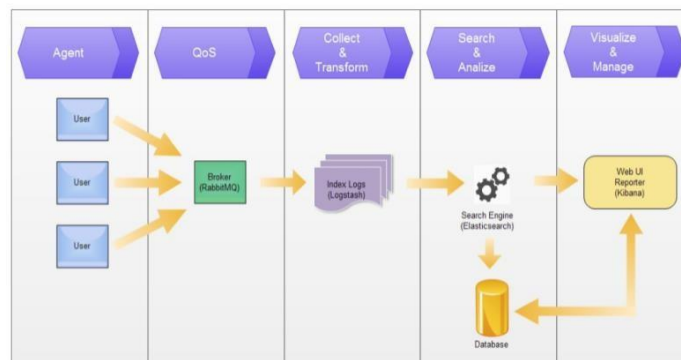 Agent
QoS
Collect
&
Transform
Search
&
Analize
Visualize
&
Manage
User
User
User
Broker
(RabbitMQ)
Index Logs
(Logstash)
Search Engine
(Elasticsearch)
Web UI
Reporter
(Kibana)
Database